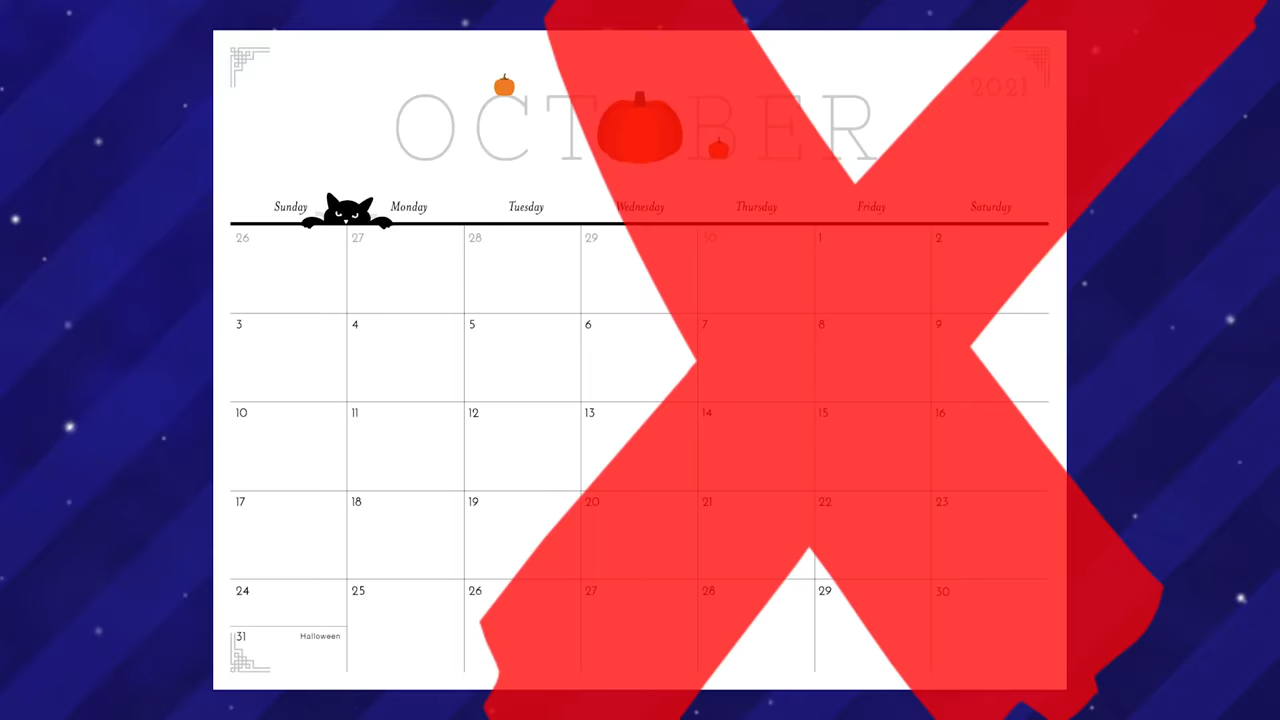 2021
OCTOBER
Sunday Monday Tuesday Wednesday Thursday Friday Saturday
26 27 28 29 30 1 2
3 4 5 6 7 8 9
10 11 12 13 14 15 16
17 18 19 20 21 22 23
24 25 26 27 28 29 30
31 Halloween